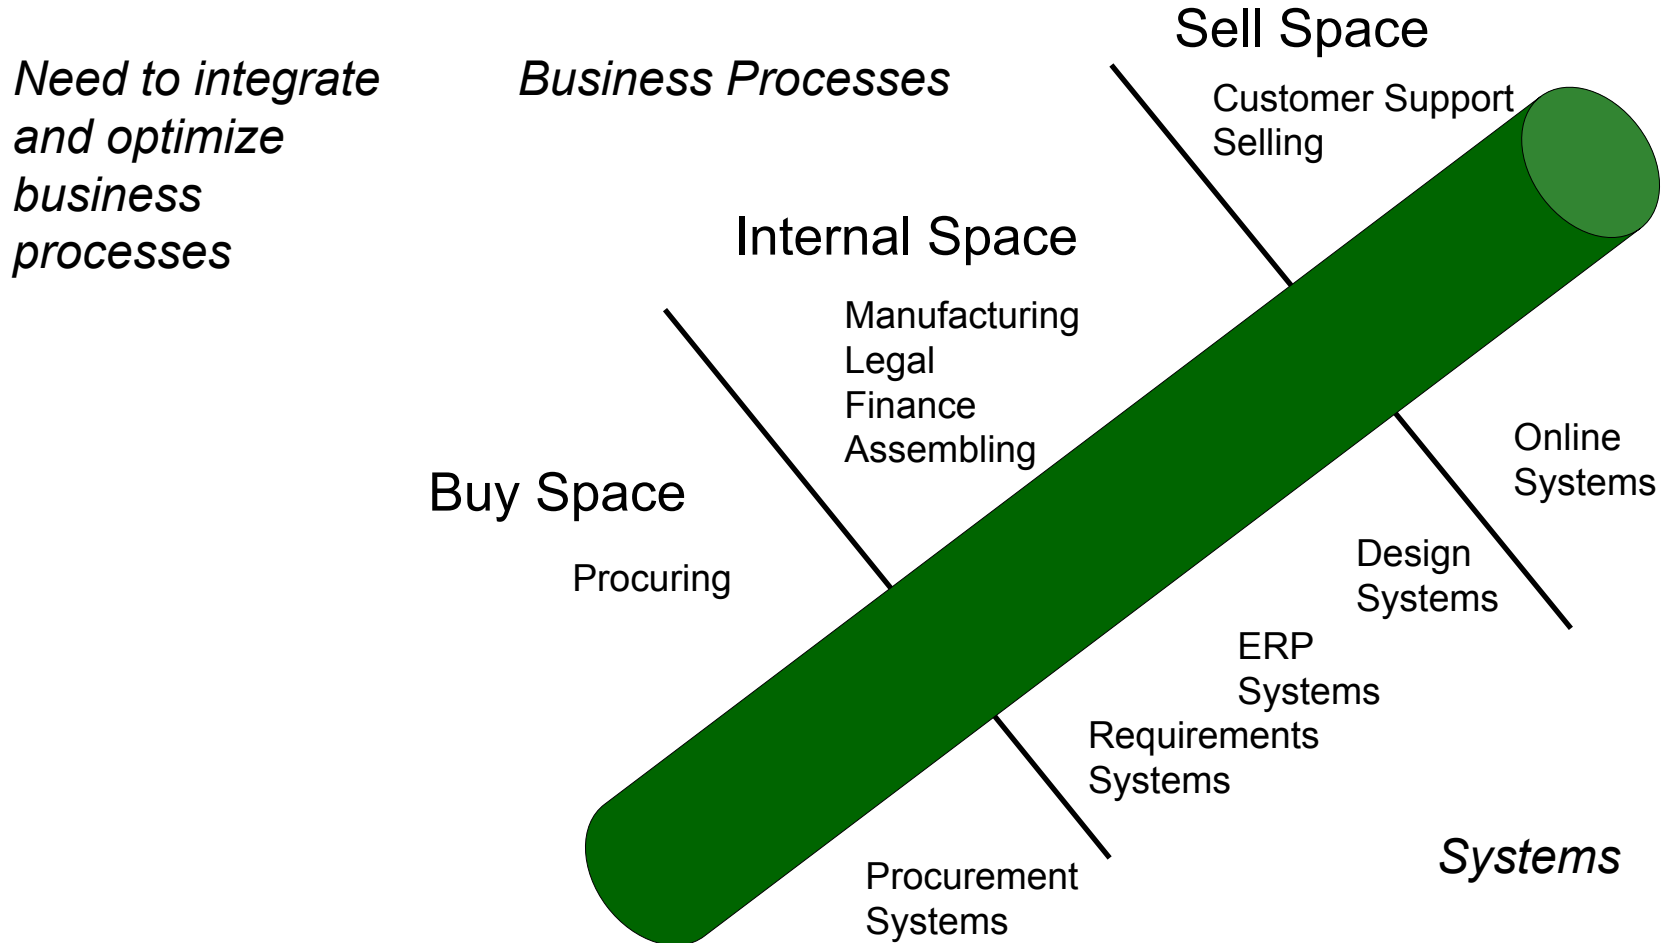 Need to integrate
and optimize
business
processes
Business Processes
Sell Space
Customer Support
Selling
Internal Space
Manufacturing
Legal
Finance
Assembling
Buy Space
Procuring
Online
Systems
Design
Systems
ERP
Systems
Requirements
Systems
Procurement
Systems
Systems